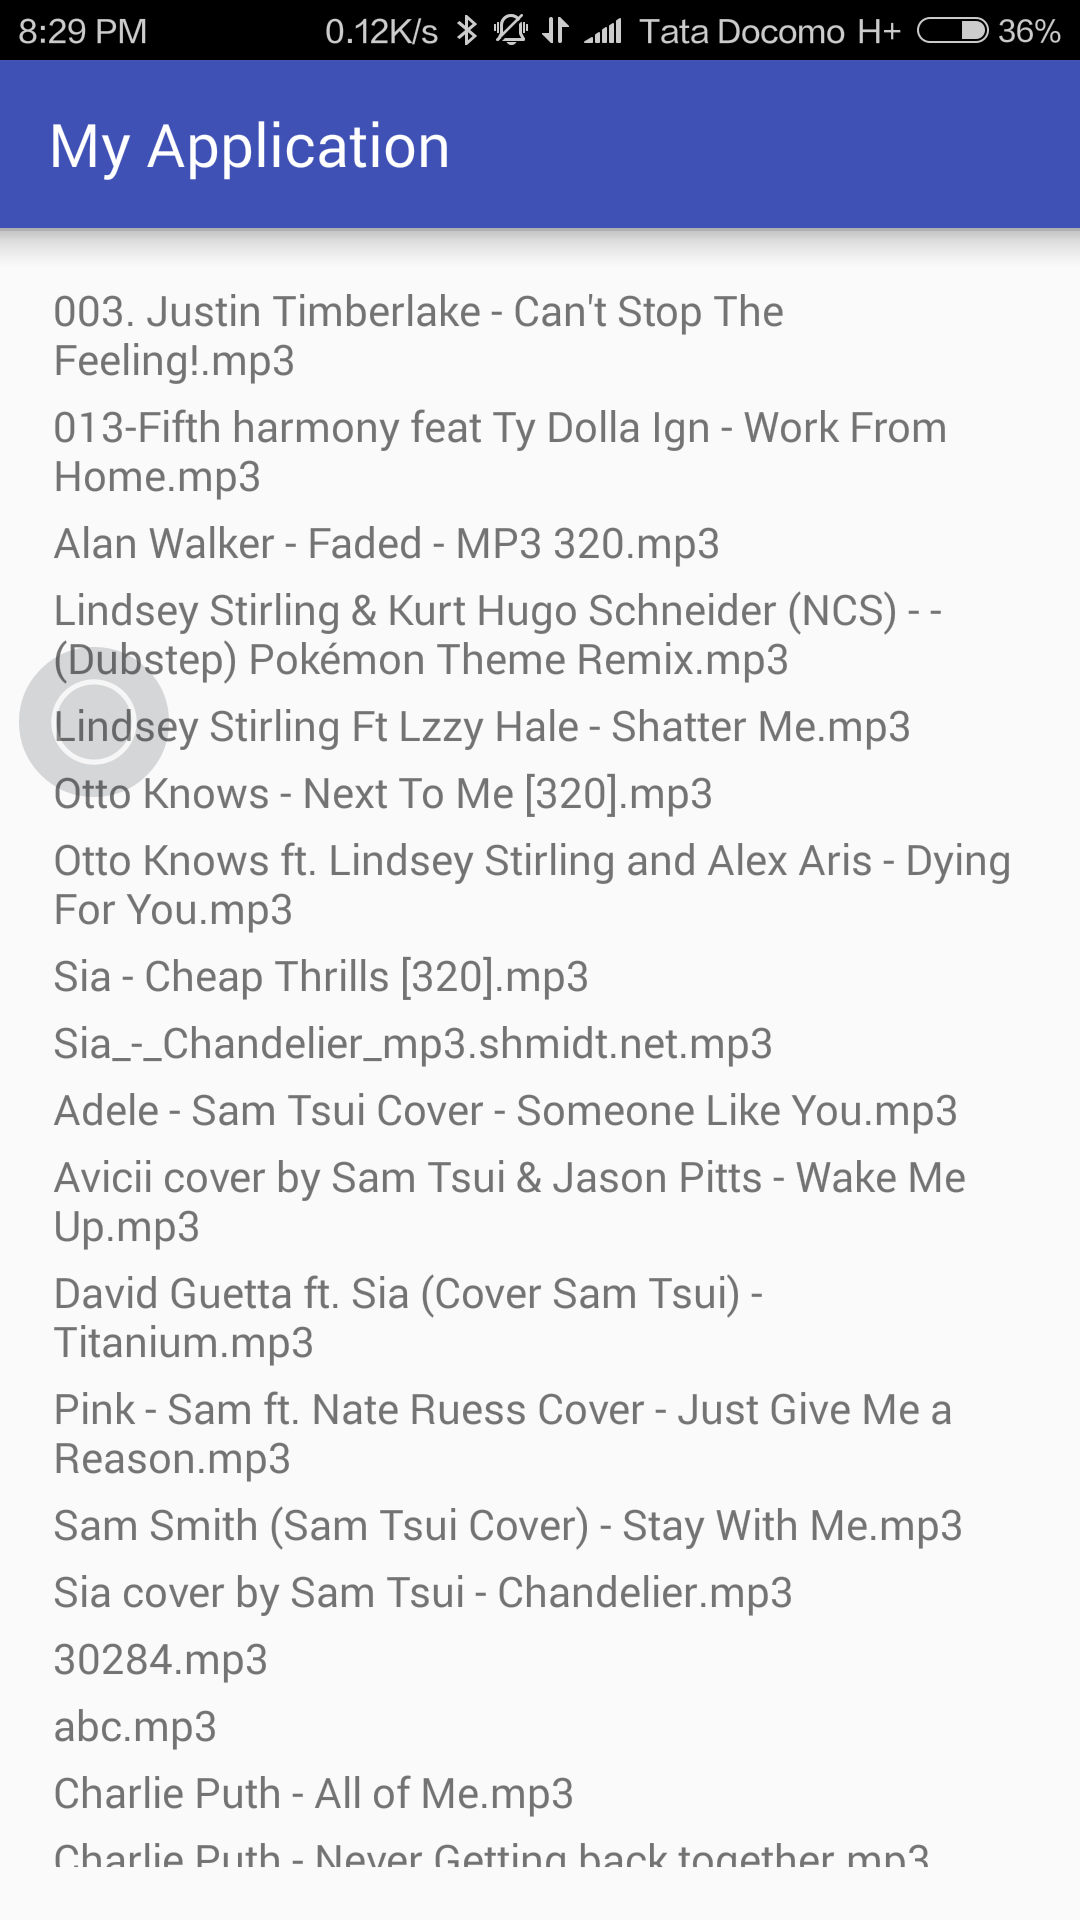 8:29 PM 0.12K/s Tata Docomo H+ 36%
My Application
003. Justin Timberlake - Can't Stop The
Feeling!.mp3
013-Fifth harmony feat Ty Dolla Ign - Work From
Home.mp3
Alan Walker - Faded - MP3 320.mp3
Lindsey Stirling & Kurt Hugo Schneider (NCS) - -
(Dubstep) Pokémon Theme Remix.mp3
Lindsey Stirling Ft Lzzy Hale - Shatter Me.mp3
Otto Knows - Next To Me [320].mp3
Otto Knows ft. Lindsey Stirling and Alex Aris - Dying
For You.mp3
Sia - Cheap Thrills [320].mp3
Sia_-_Chandelier_mp3.shmidt.net.mp3
Adele - Sam Tsui Cover - Someone Like You.mp3
Avicii cover by Sam Tsui & Jason Pitts - Wake Me
Up.mp3
David Guetta ft. Sia (Cover Sam Tsui) -
Titanium.mp3
Pink - Sam ft. Nate Ruess Cover - Just Give Me a
Reason.mp3
Sam Smith (Sam Tsui Cover) - Stay With Me.mp3
Sia cover by Sam Tsui - Chandelier.mp3
30284.mp3
abc.mp3
Charlie Puth - All of Me.mp3
Charlie Puth - Never Getting back together.mp3